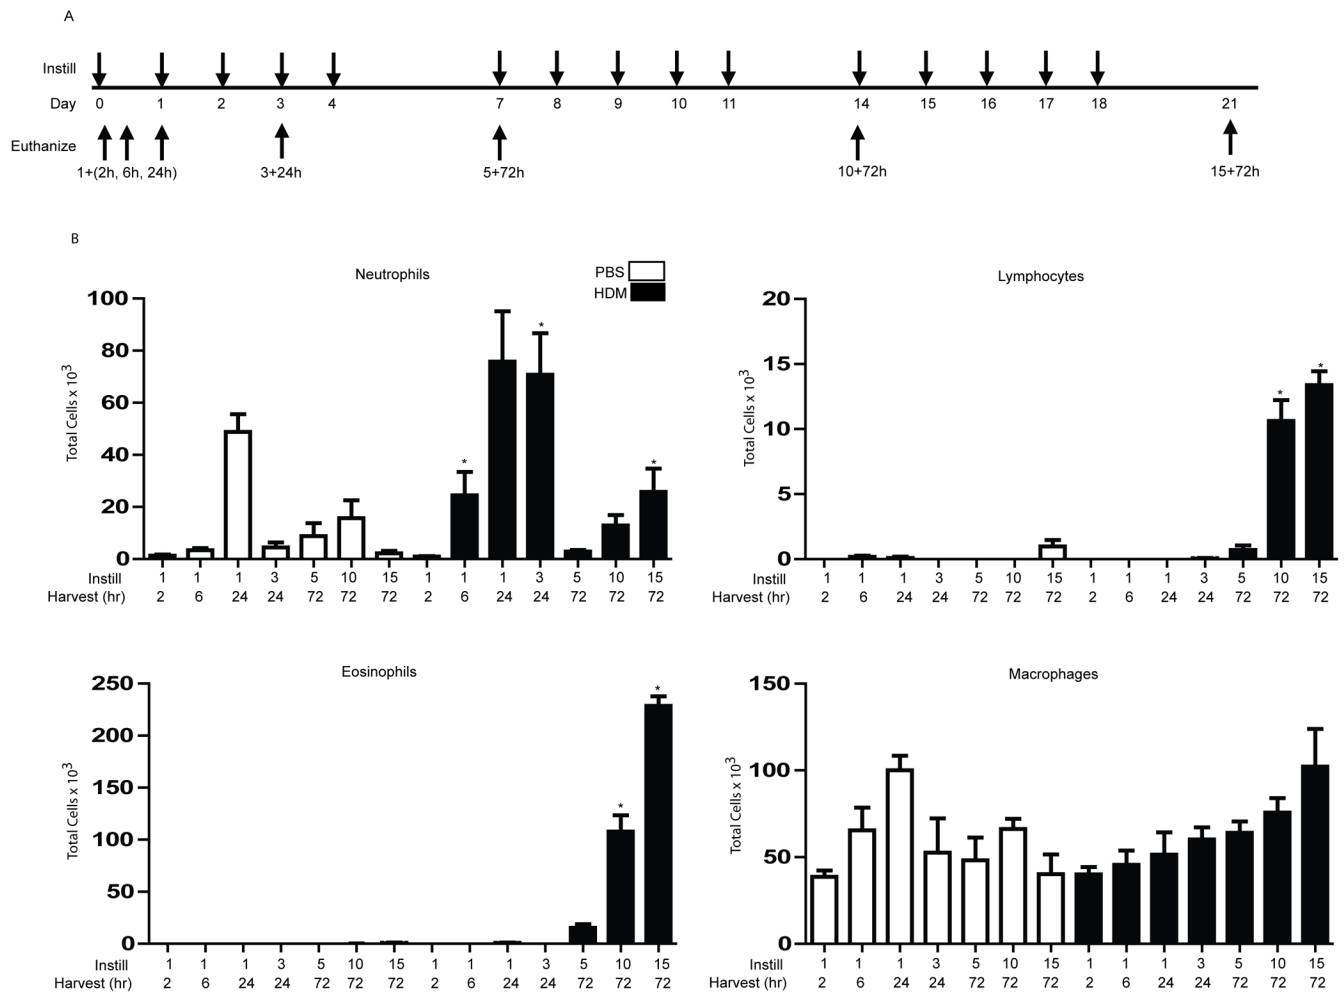 A
Instill
Day 0 1 2 3 4 7 8 9 10 11 14 15 16 17 18 21
Euthanize
1+(2h, 6h, 24h) 3+24h 5+72h 10+72h 15+72h
B
Neutrophils
PBS
HDM
100
80
60
40
20
0
Total Cells x 10³
* * *
Instill 1 1 1 3 5 10 15 1 1 1 3 5 10 15
Harvest (hr) 2 6 24 24 72 72 72 2 6 24 24 72 72 72
Lymphocytes
20
15
10
5
0
Total Cells x 10³
* *
Instill 1 1 1 3 5 10 15 1 1 1 3 5 10 15
Harvest (hr) 2 6 24 24 72 72 72 2 6 24 24 72 72 72
Eosinophils
250
200
150
100
50
0
Total Cells x 10³
* *
Instill 1 1 1 3 5 10 15 1 1 1 3 5 10 15
Harvest (hr) 2 6 24 24 72 72 72 2 6 24 24 72 72 72
Macrophages
150
100
50
0
Total Cells x 10³
Instill 1 1 1 3 5 10 15 1 1 1 3 5 10 15
Harvest (hr) 2 6 24 24 72 72 72 2 6 24 24 72 72 72